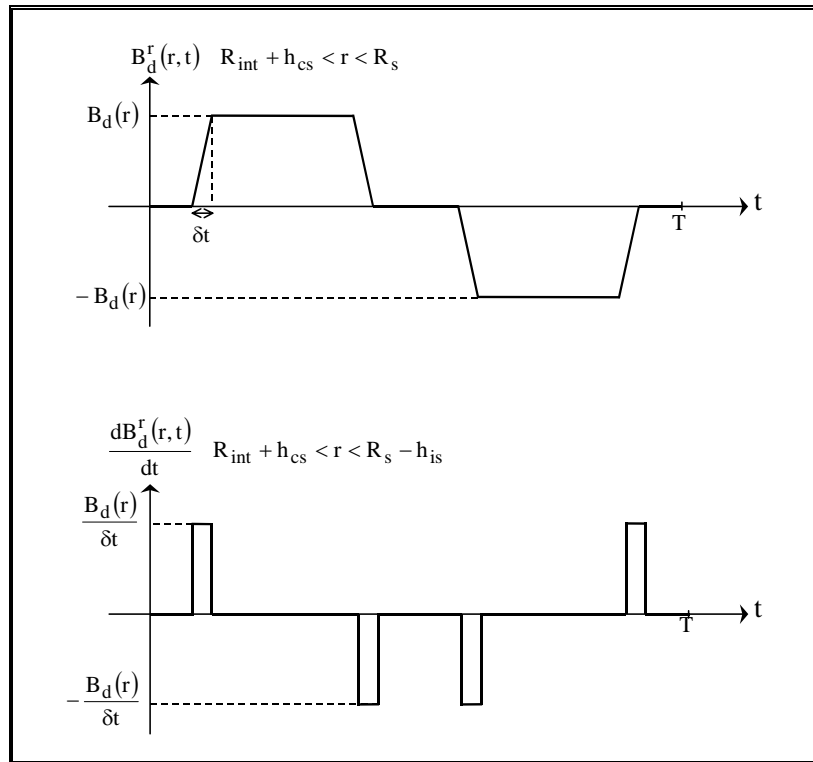 B_d^r(r,t) R_int + h_cs < r < R_s
B_d(r)
t
T
δt
−B_d(r)
dB_d^r(r,t)
dt
R_int + h_cs < r < R_s − h_is
B_d(r)
δt
t
T
−B_d(r)
δt